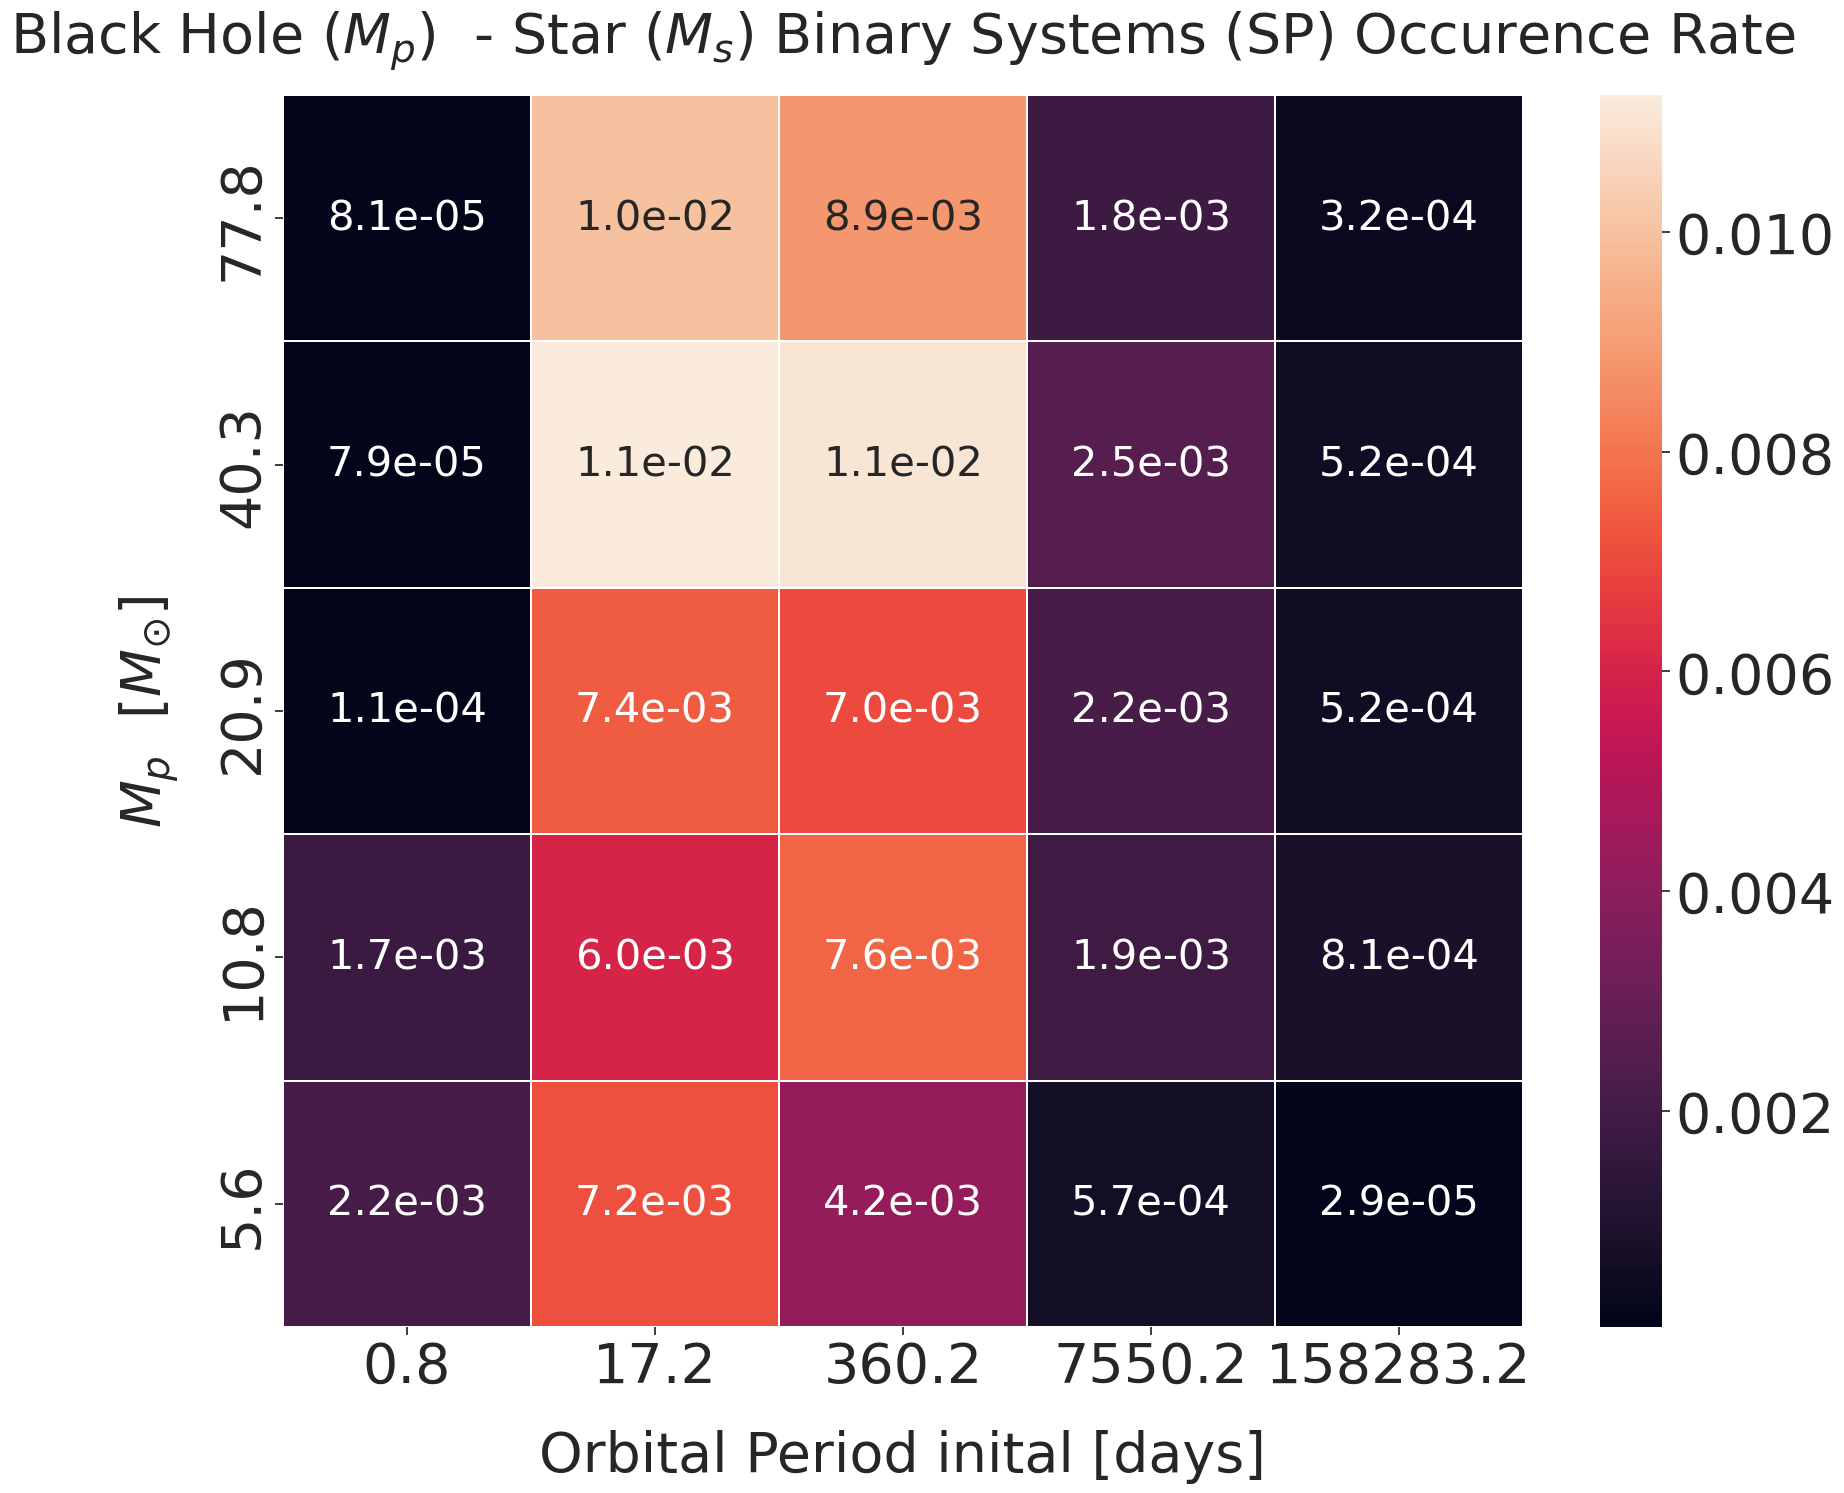 Black Hole (Mp) - Star (Ms) Binary Systems (SP) Occurence Rate
77.8 8.1e-05 1.0e-02 8.9e-03 1.8e-03 3.2e-04
40.3 7.9e-05 1.1e-02 1.1e-02 2.5e-03 5.2e-04
20.9 1.1e-04 7.4e-03 7.0e-03 2.2e-03 5.2e-04
10.8 1.7e-03 6.0e-03 7.6e-03 1.9e-03 8.1e-04
5.6 2.2e-03 7.2e-03 4.2e-03 5.7e-04 2.9e-05
Mp [M⊙]
0.8 17.2 360.2 7550.2 158283.2
Orbital Period inital [days]
0.010
0.008
0.006
0.004
0.002